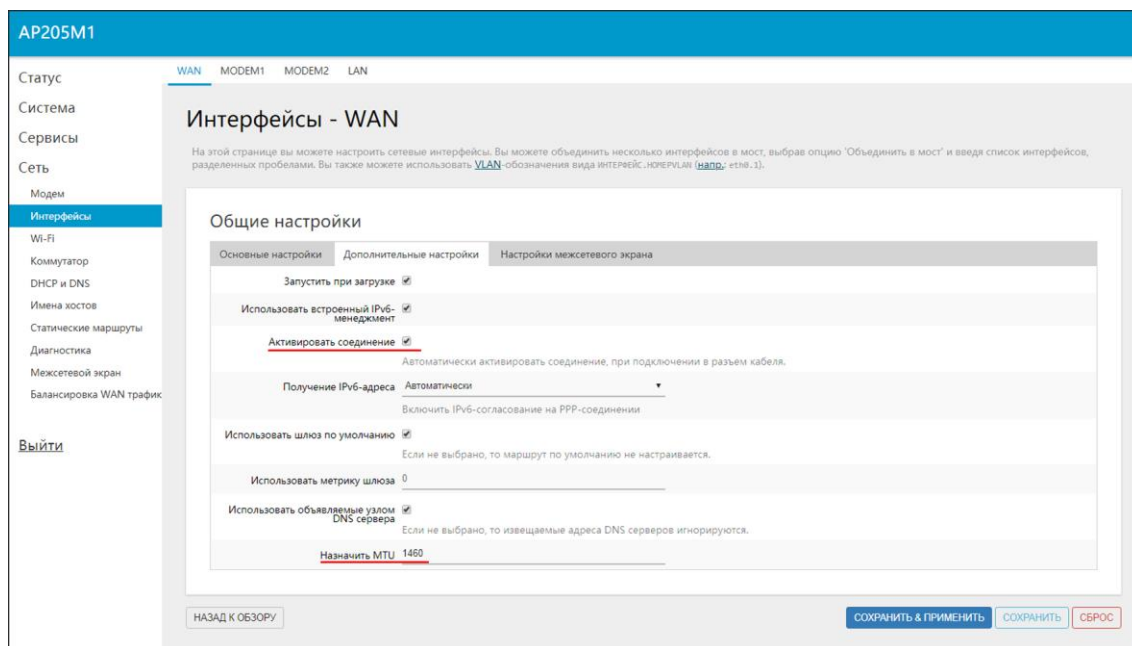 AP205M1
Статус
Система
Сервисы
Сеть
Модем
Интерфейсы
Wi-Fi
Коммутатор
DHCP и DNS
Имена хостов
Статические маршруты
Диагностика
Межсетевой экран
Балансировка WAN трафик
Выйти
WAN MODEM1 MODEM2 LAN
Интерфейсы - WAN
На этой странице вы можете настроить сетевые интерфейсы. Вы можете объединить несколько интерфейсов в мост, выбрав опцию 'Объединить в мост' и введя список интерфейсов,
разделенных пробелами. Вы также можете использовать VLAN-обозначения вида ИНТЕРФЕЙС.НОМЕРVLAN (напр.: eth0.1).
Общие настройки
Основные настройки Дополнительные настройки Настройки межсетевого экрана
Запустить при загрузке
Использовать встроенный IPv6-
менеджмент
Активировать соединение
Автоматически активировать соединение, при подключении в разъем кабеля.
Получение IPv6-адреса Автоматически
Включить IPv6-согласование на PPP-соединении
Использовать шлюз по умолчанию
Если не выбрано, то маршрут по умолчанию не настраивается.
Использовать метрику шлюза 0
Использовать объявляемые узлом
DNS сервера
Если не выбрано, то извещаемые адреса DNS серверов игнорируются.
Назначить MTU 1460
НАЗАД К ОБЗОРУ СОХРАНИТЬ & ПРИМЕНИТЬ СОХРАНИТЬ СБРОС